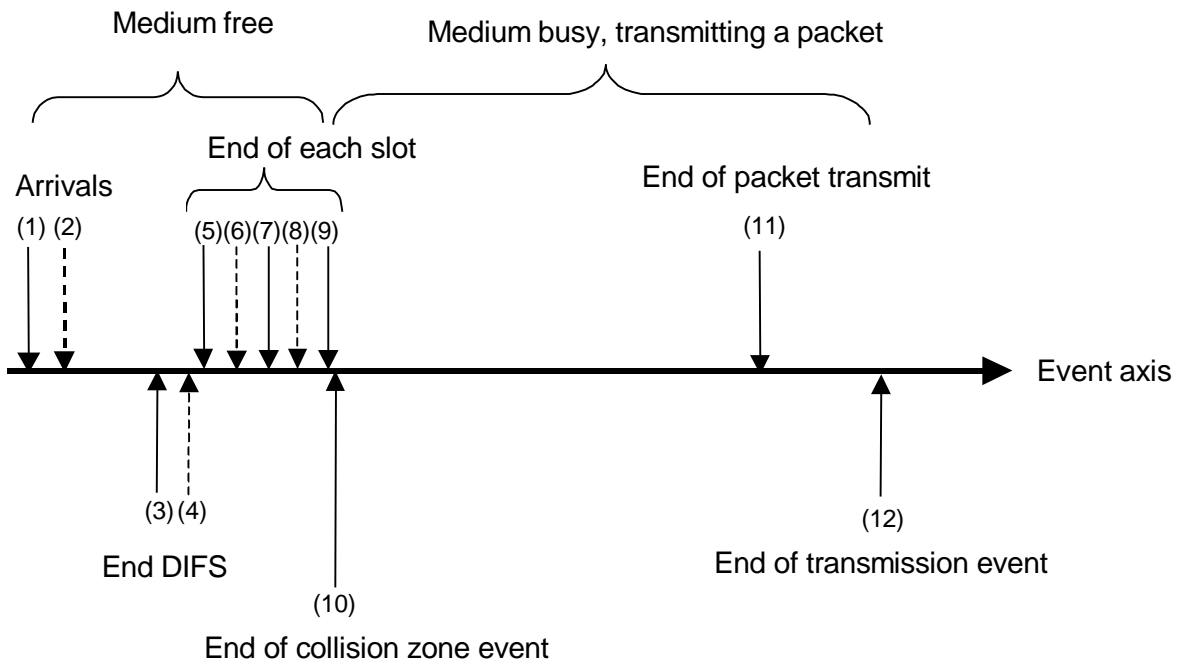 Medium free
Medium busy, transmitting a packet
End of each slot
Arrivals
End of packet transmit
(1) (2)
(5)(6)(7)(8)(9)
(11)
Event axis
(3) (4)
(12)
End DIFS
End of transmission event
(10)
End of collision zone event